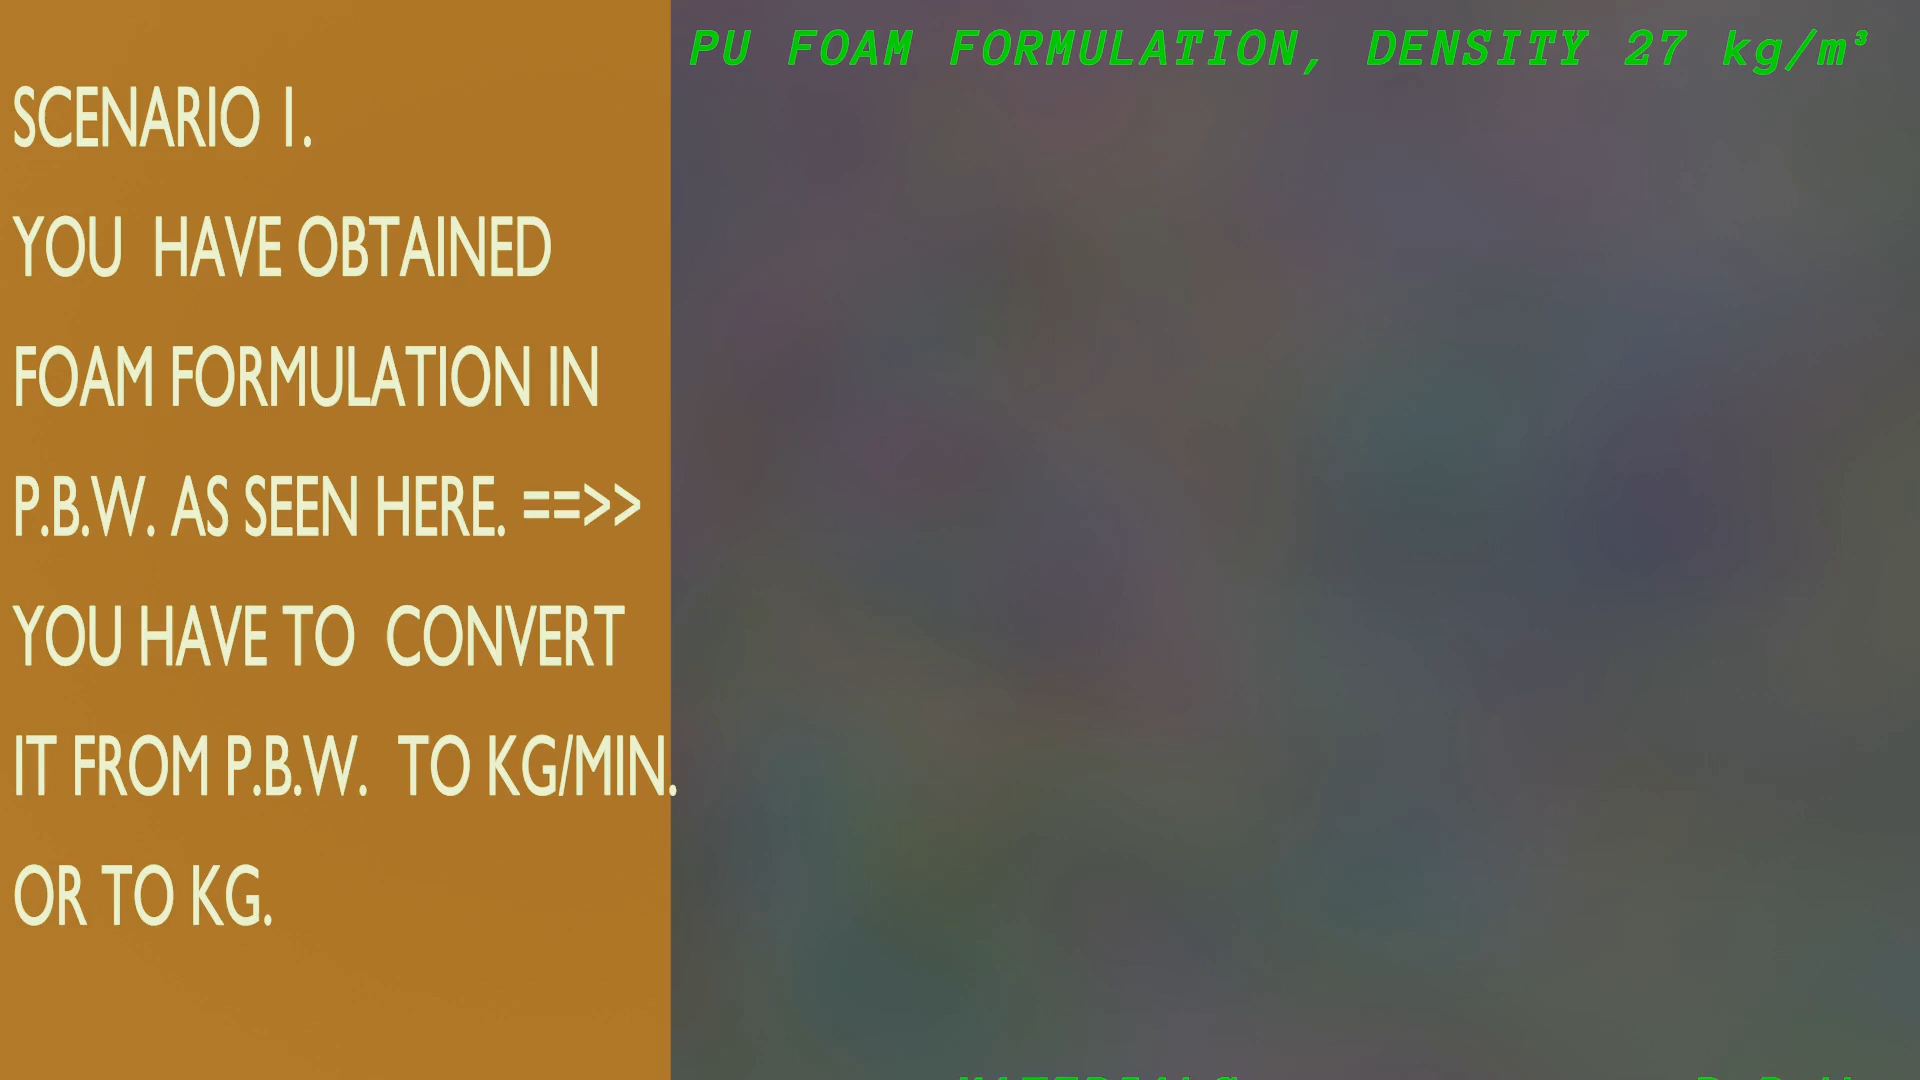 PU FOAM FORMULATION, DENSITY 27 kg/m³
SCENARIO 1.
YOU HAVE OBTAINED
FOAM FORMULATION IN
P.B.W. AS SEEN HERE. ==>>
YOU HAVE TO CONVERT
IT FROM P.B.W. TO KG/MIN.
OR TO KG.